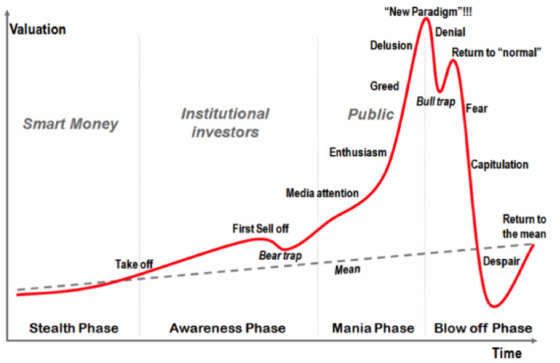 “New Paradigm”!!!
Valuation
Denial
Delusion
Return to “normal”
Greed
Bull trap
Fear
Smart Money
Institutional
investors
Public
Enthusiasm
Capitulation
Media attention
First Sell off
Return to
the mean
Take off
Bear trap
Mean
Despair
Stealth Phase
Awareness Phase
Mania Phase
Blow off Phase
Time